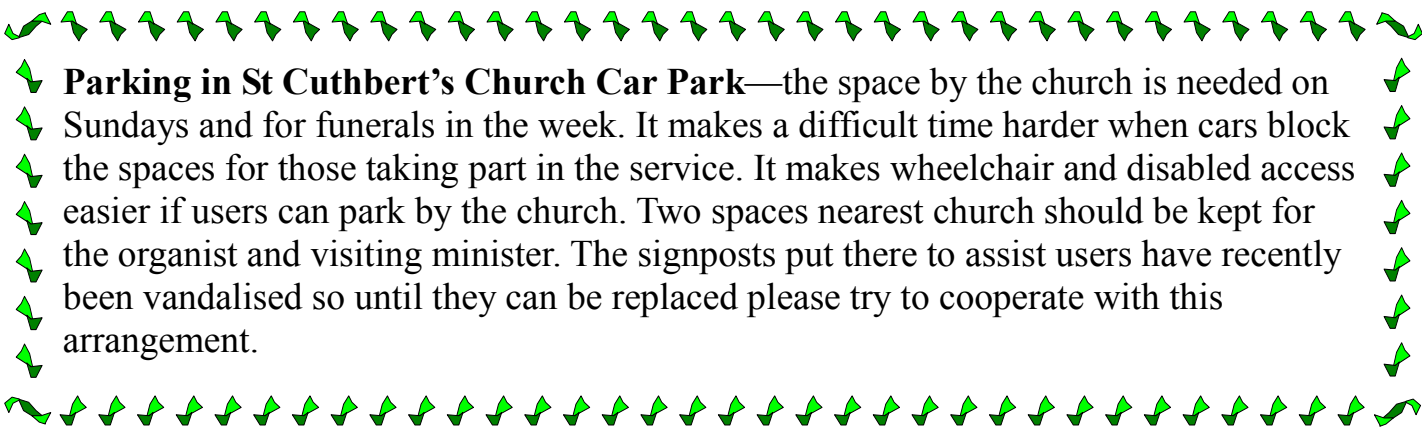 Parking in St Cuthbert’s Church Car Park—the space by the church is needed on
Sundays and for funerals in the week. It makes a difficult time harder when cars block
the spaces for those taking part in the service. It makes wheelchair and disabled access
easier if users can park by the church. Two spaces nearest church should be kept for
the organist and visiting minister. The signposts put there to assist users have recently
been vandalised so until they can be replaced please try to cooperate with this
arrangement.